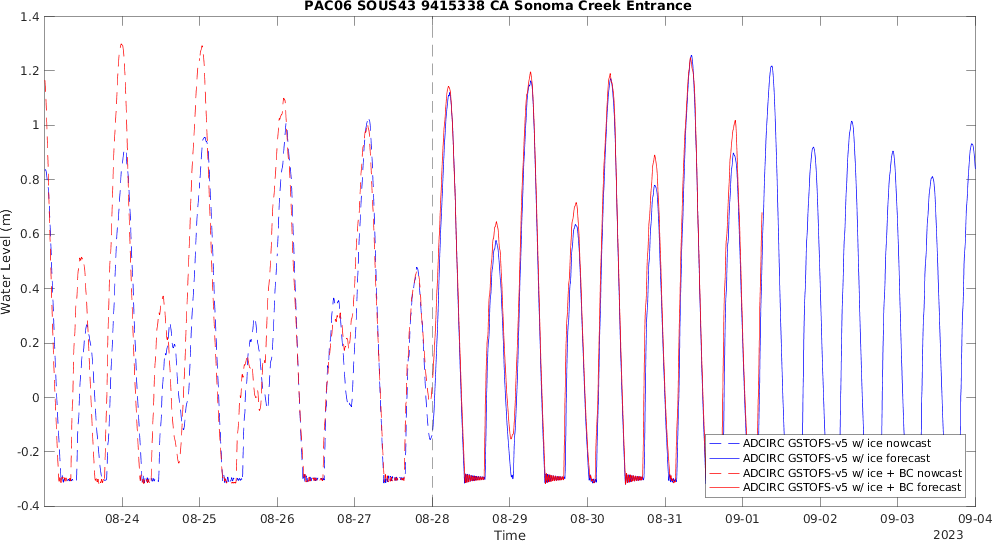 PAC06 SOUS43 9415338 CA Sonoma Creek Entrance
1.4
1.2
1
0.8
0.6
0.4
0.2
0
-0.2
-0.4
Water Level (m)
ADCIRC GSTOFS-v5 w/ ice nowcast
ADCIRC GSTOFS-v5 w/ ice forecast
ADCIRC GSTOFS-v5 w/ ice + BC nowcast
ADCIRC GSTOFS-v5 w/ ice + BC forecast
08-24 08-25 08-26 08-27 08-28 08-29 08-30 08-31 09-01 09-02 09-03 09-04
Time
2023